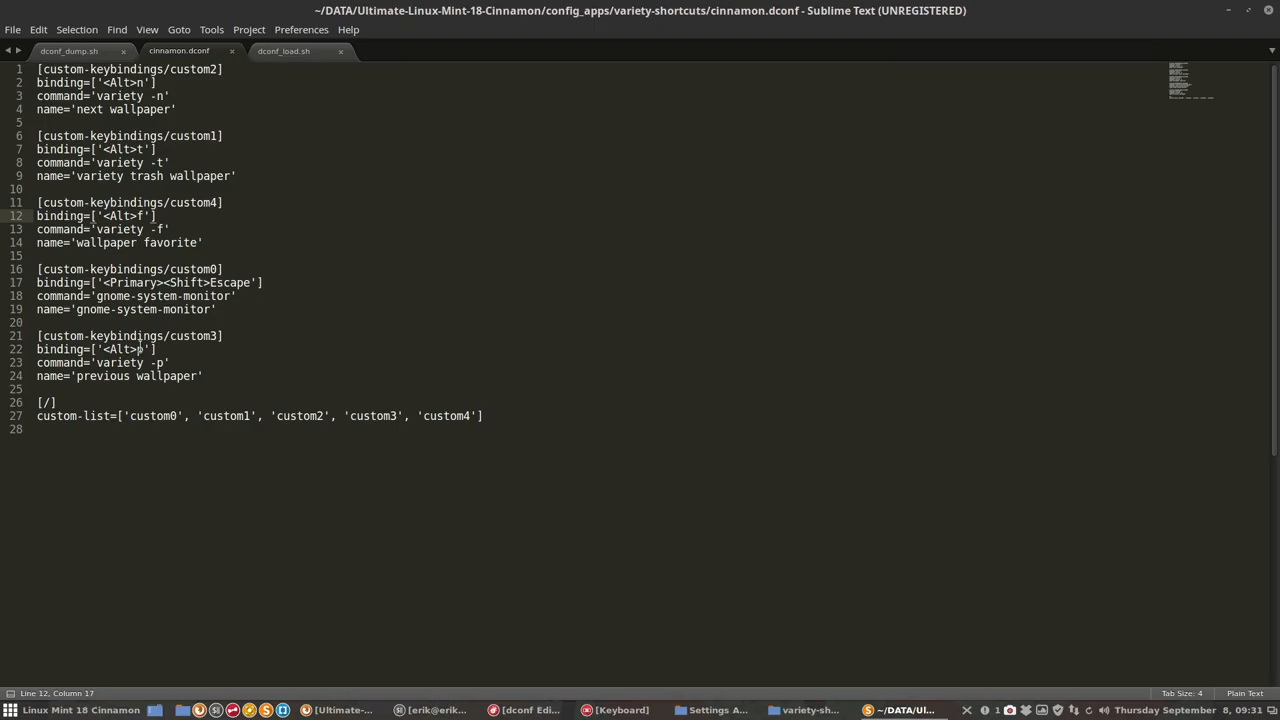 ~/DATA/Ultimate-Linux-Mint-18-Cinnamon/config_apps/variety-shortcuts/cinnamon.dconf - Sublime Text (UNREGISTERED)
File Edit Selection Find View Goto Tools Project Preferences Help
dconf_dump.sh cinnamon.dconf dconf_load.sh
1 [custom-keybindings/custom2]
2 binding=['<Alt>n']
3 command='variety -n'
4 name='next wallpaper'
5
6 [custom-keybindings/custom1]
7 binding=['<Alt>t']
8 command='variety -t'
9 name='variety trash wallpaper'
10
11 [custom-keybindings/custom4]
12 binding=['<Alt>f']
13 command='variety -f'
14 name='wallpaper favorite'
15
16 [custom-keybindings/custom0]
17 binding=['<Primary><Shift>Escape']
18 command='gnome-system-monitor'
19 name='gnome-system-monitor'
20
21 [custom-keybindings/custom3]
22 binding=['<Alt>p']
23 command='variety -p'
24 name='previous wallpaper'
25
26 [/]
27 custom-list=['custom0', 'custom1', 'custom2', 'custom3', 'custom4']
28
Line 12, Column 17 Tab Size: 4 Plain Text
Linux Mint 18 Cinnamon [Ultimate-... [erik@erik... [dconf Edi... [Keyboard] Settings A... variety-sh... ~/DATA/Ul... 1 Thursday September 8, 09:31